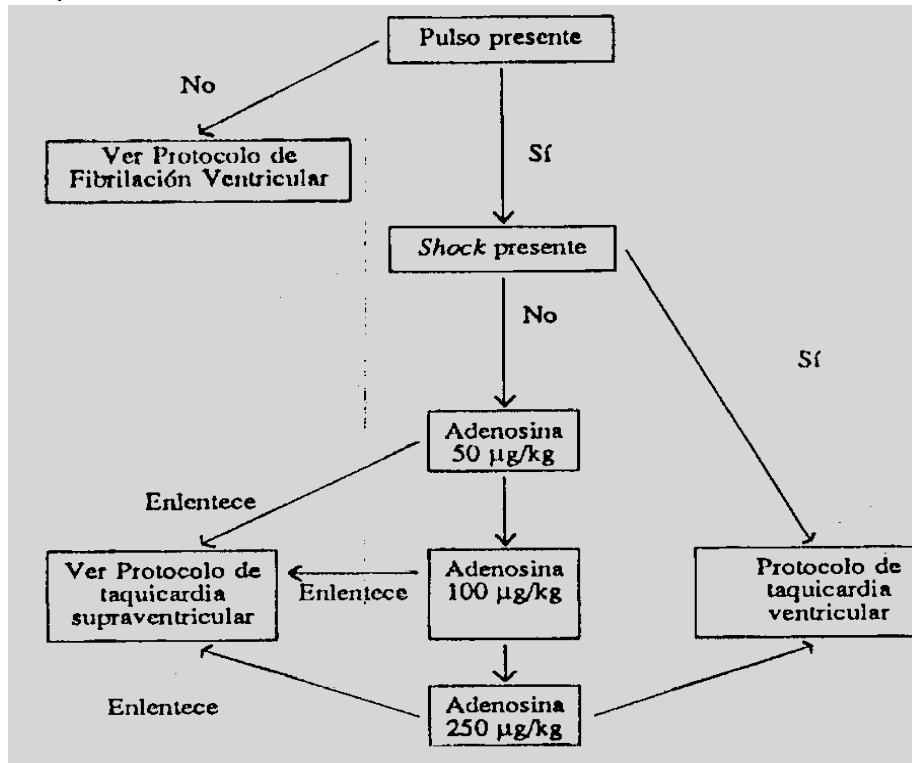 Pulso presente
No
Ver Protocolo de
Fibrilación Ventricular
Sí
Shock presente
No
Sí
Adenosina
50 µg/kg
Enlentece
Ver Protocolo de
taquicardia
supraventricular
Enlentece
Adenosina
100 µg/kg
Protocolo de
taquicardia
ventricular
Enlentece
Adenosina
250 µg/kg